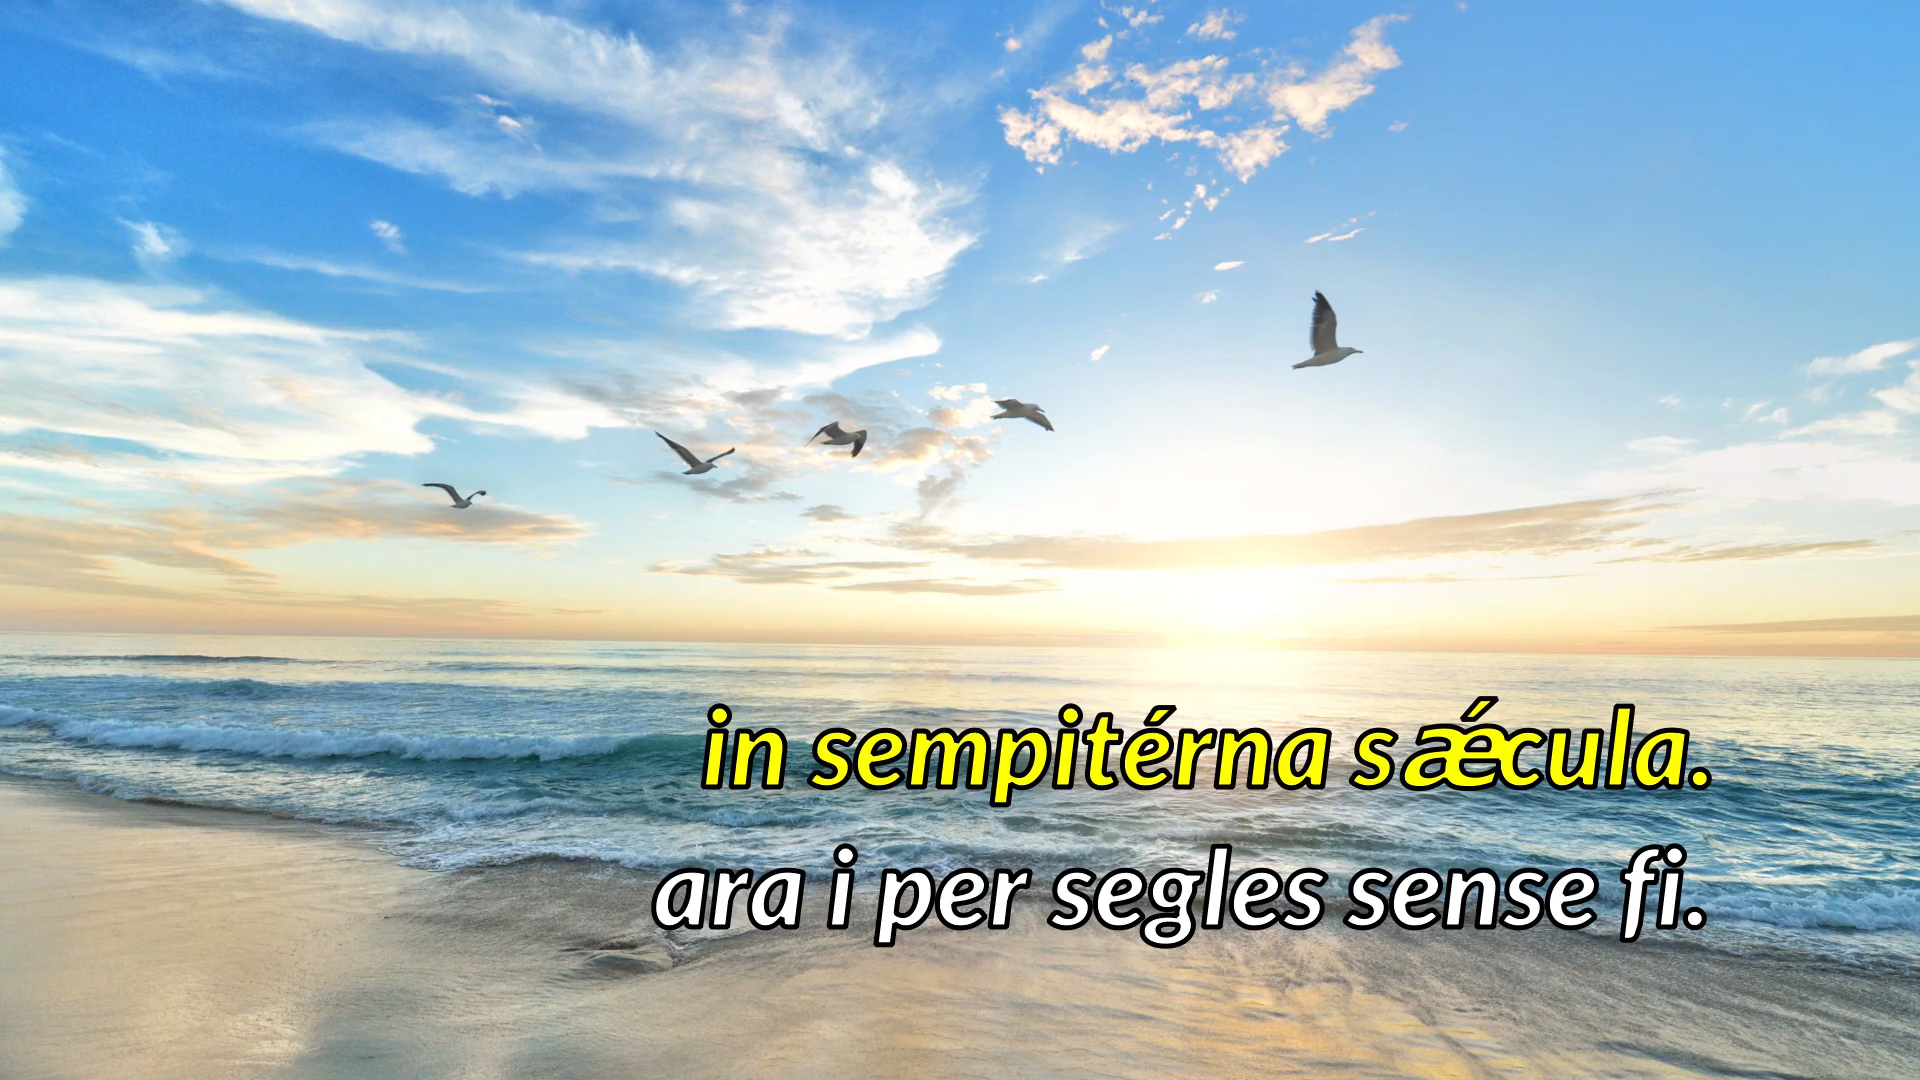 in sempitérna sǽcula.
ara i per segles sense fi.